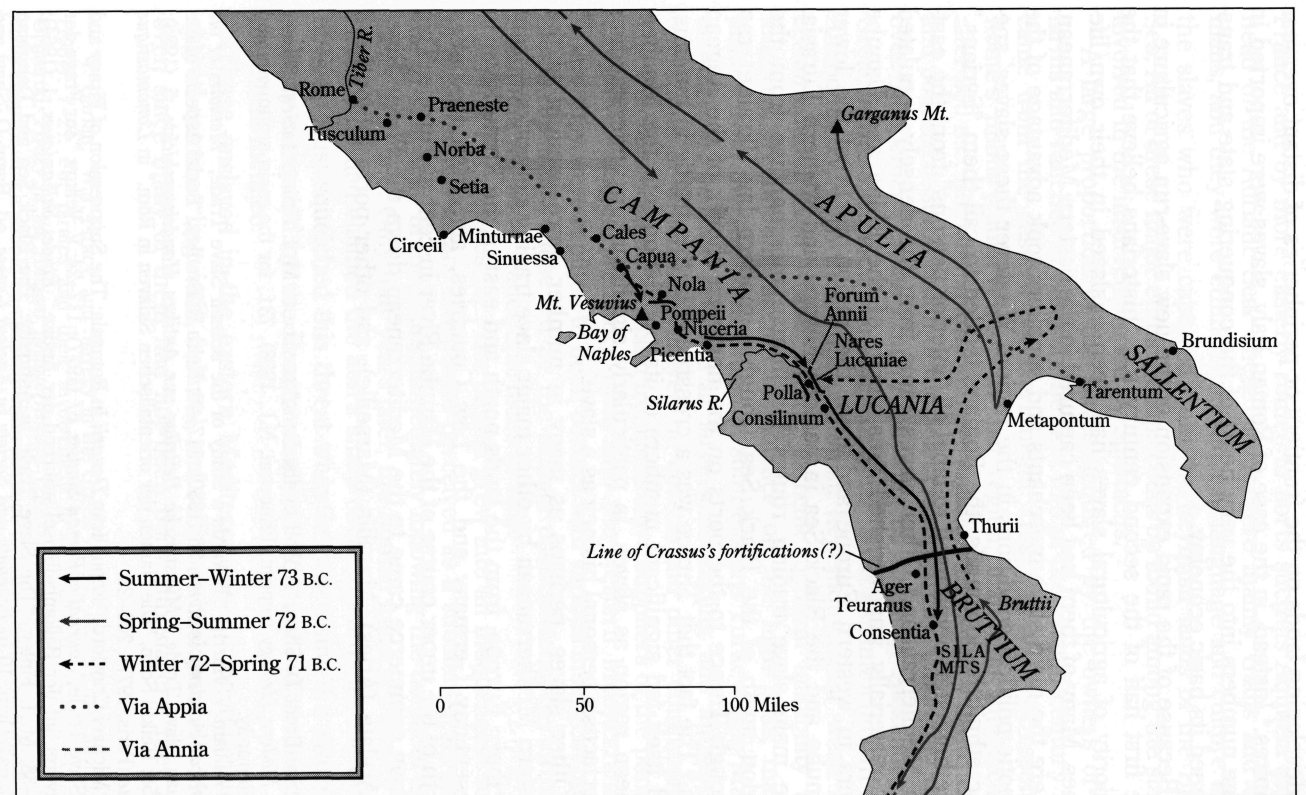 Tiber R.
Rome
Praeneste
Tusculum
Norba
Setia
Circeii
Minturnae
Sinuessa
Cales
Capua
CAMPANIA
APULIA
Garganus Mt.
Nola
Mt. Vesuvius
Pompeii
Bay of
Naples
Nuceria
Picentia
Forum
Annii
Nares
Lucaniae
Silarus R.
Polla
Consilinum
LUCANIA
Metapontum
Tarentum
Brundisium
SALLENTIUM
Thurii
Line of Crassus's fortifications(?)
Ager
Teuranus
Consentia
BRUTTIUM
Bruttii
SILA
MTS
Summer–Winter 73 B.C.
Spring–Summer 72 B.C.
Winter 72–Spring 71 B.C.
Via Appia
Via Annia
0 50 100 Miles